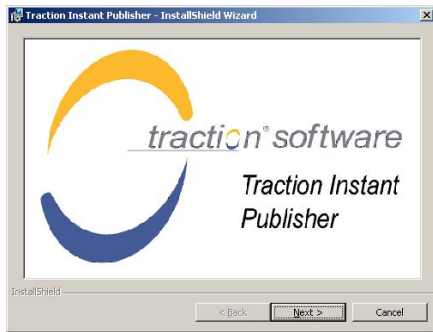 Traction Instant Publisher - InstallShield Wizard
traction® software
Traction Instant
Publisher
InstallShield
< Back
Next >
Cancel